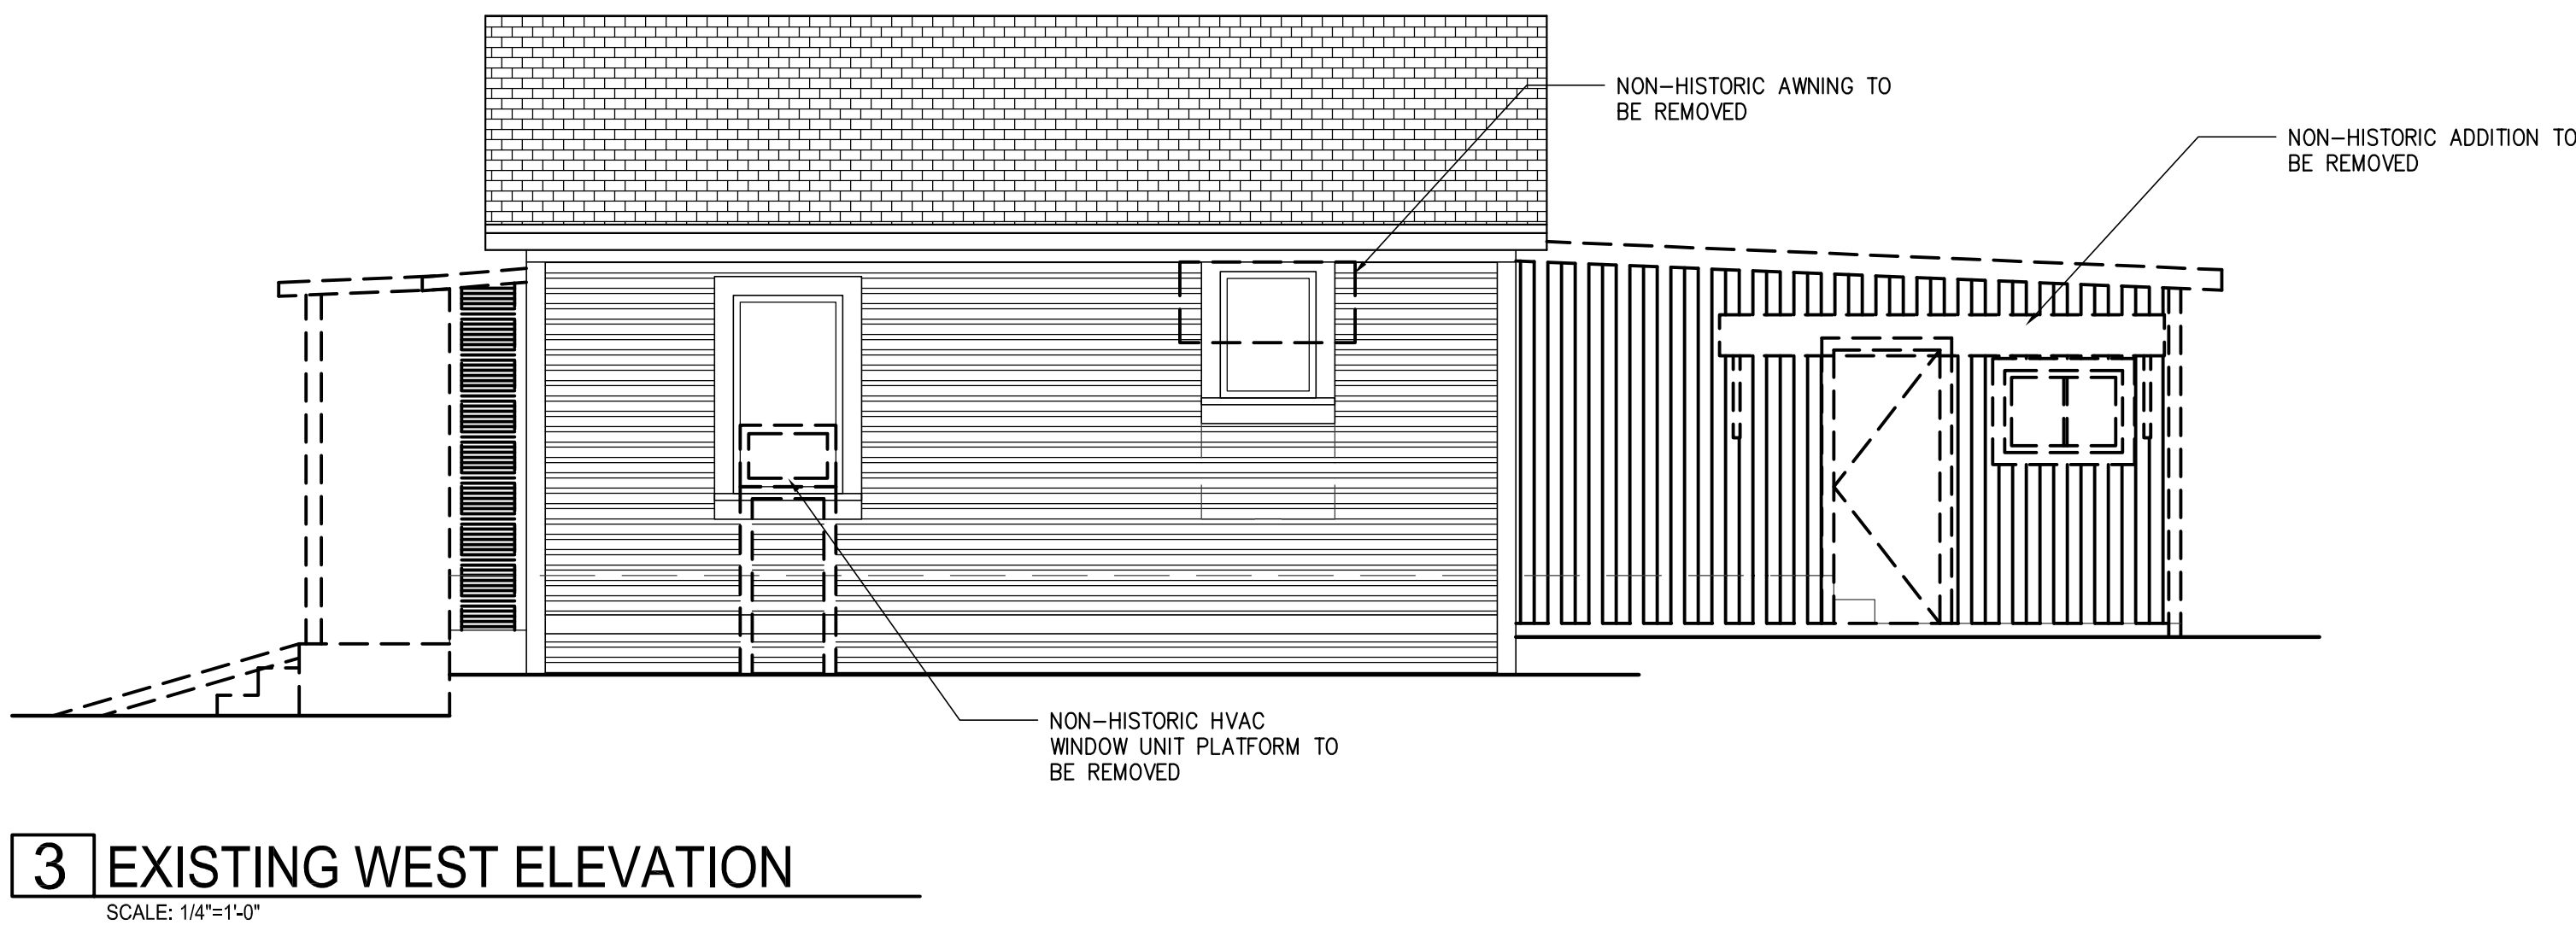 NON-HISTORIC AWNING TO
BE REMOVED
NON-HISTORIC ADDITION TO
BE REMOVED
NON-HISTORIC HVAC
WINDOW UNIT PLATFORM TO
BE REMOVED
3 EXISTING WEST ELEVATION
SCALE: 1/4"=1'-0"